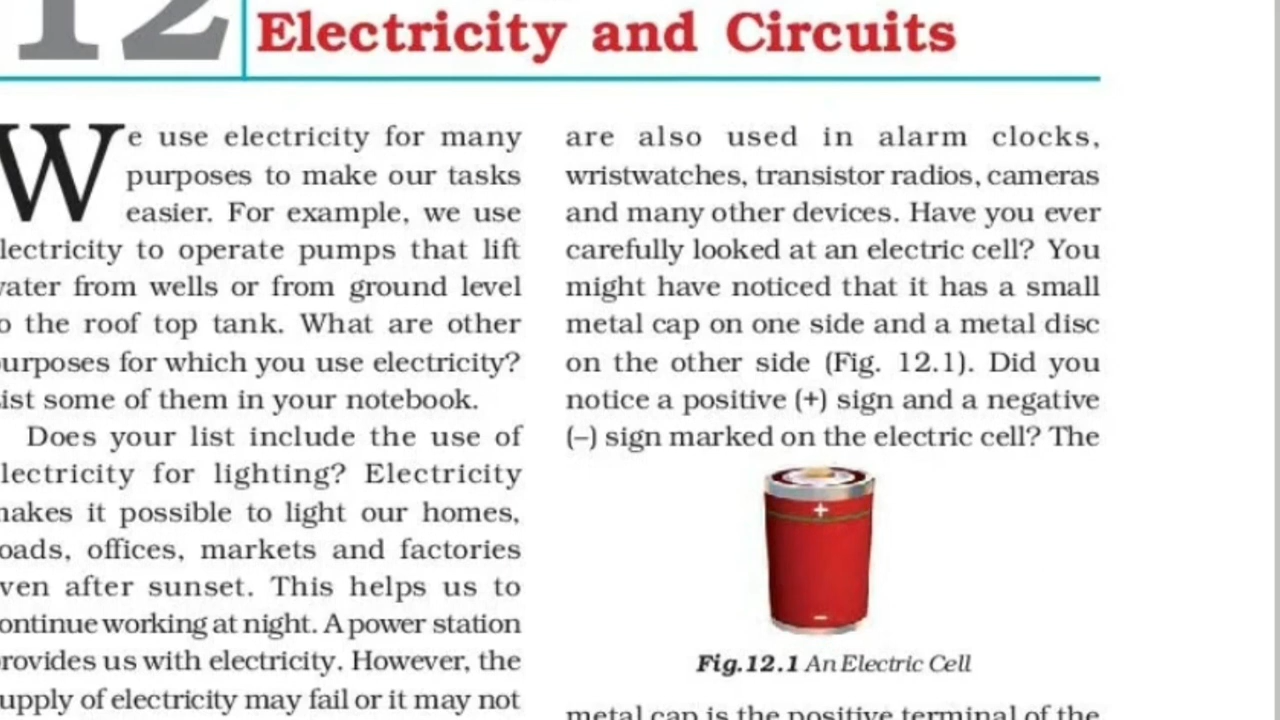 12
Electricity and Circuits
We use electricity for many
purposes to make our tasks
easier. For example, we use
lectricity to operate pumps that lift
ater from wells or from ground level
o the roof top tank. What are other
urposes for which you use electricity?
ist some of them in your notebook.
Does your list include the use of
lectricity for lighting? Electricity
akes it possible to light our homes,
oads, offices, markets and factories
ven after sunset. This helps us to
ontinue working at night. A power station
rovides us with electricity. However, the
upply of electricity may fail or it may not
are also used in alarm clocks,
wristwatches, transistor radios, cameras
and many other devices. Have you ever
carefully looked at an electric cell? You
might have noticed that it has a small
metal cap on one side and a metal disc
on the other side (Fig. 12.1). Did you
notice a positive (+) sign and a negative
(–) sign marked on the electric cell? The
+
–
Fig.12.1 An Electric Cell
metal cap is the positive terminal of the